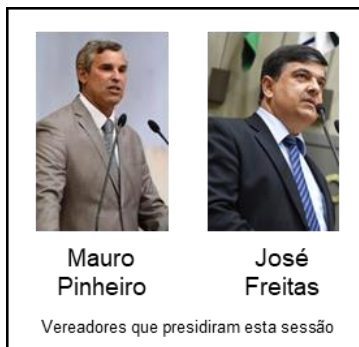 Mauro
Pinheiro
José
Freitas
Vereadores que presidiram esta sessão